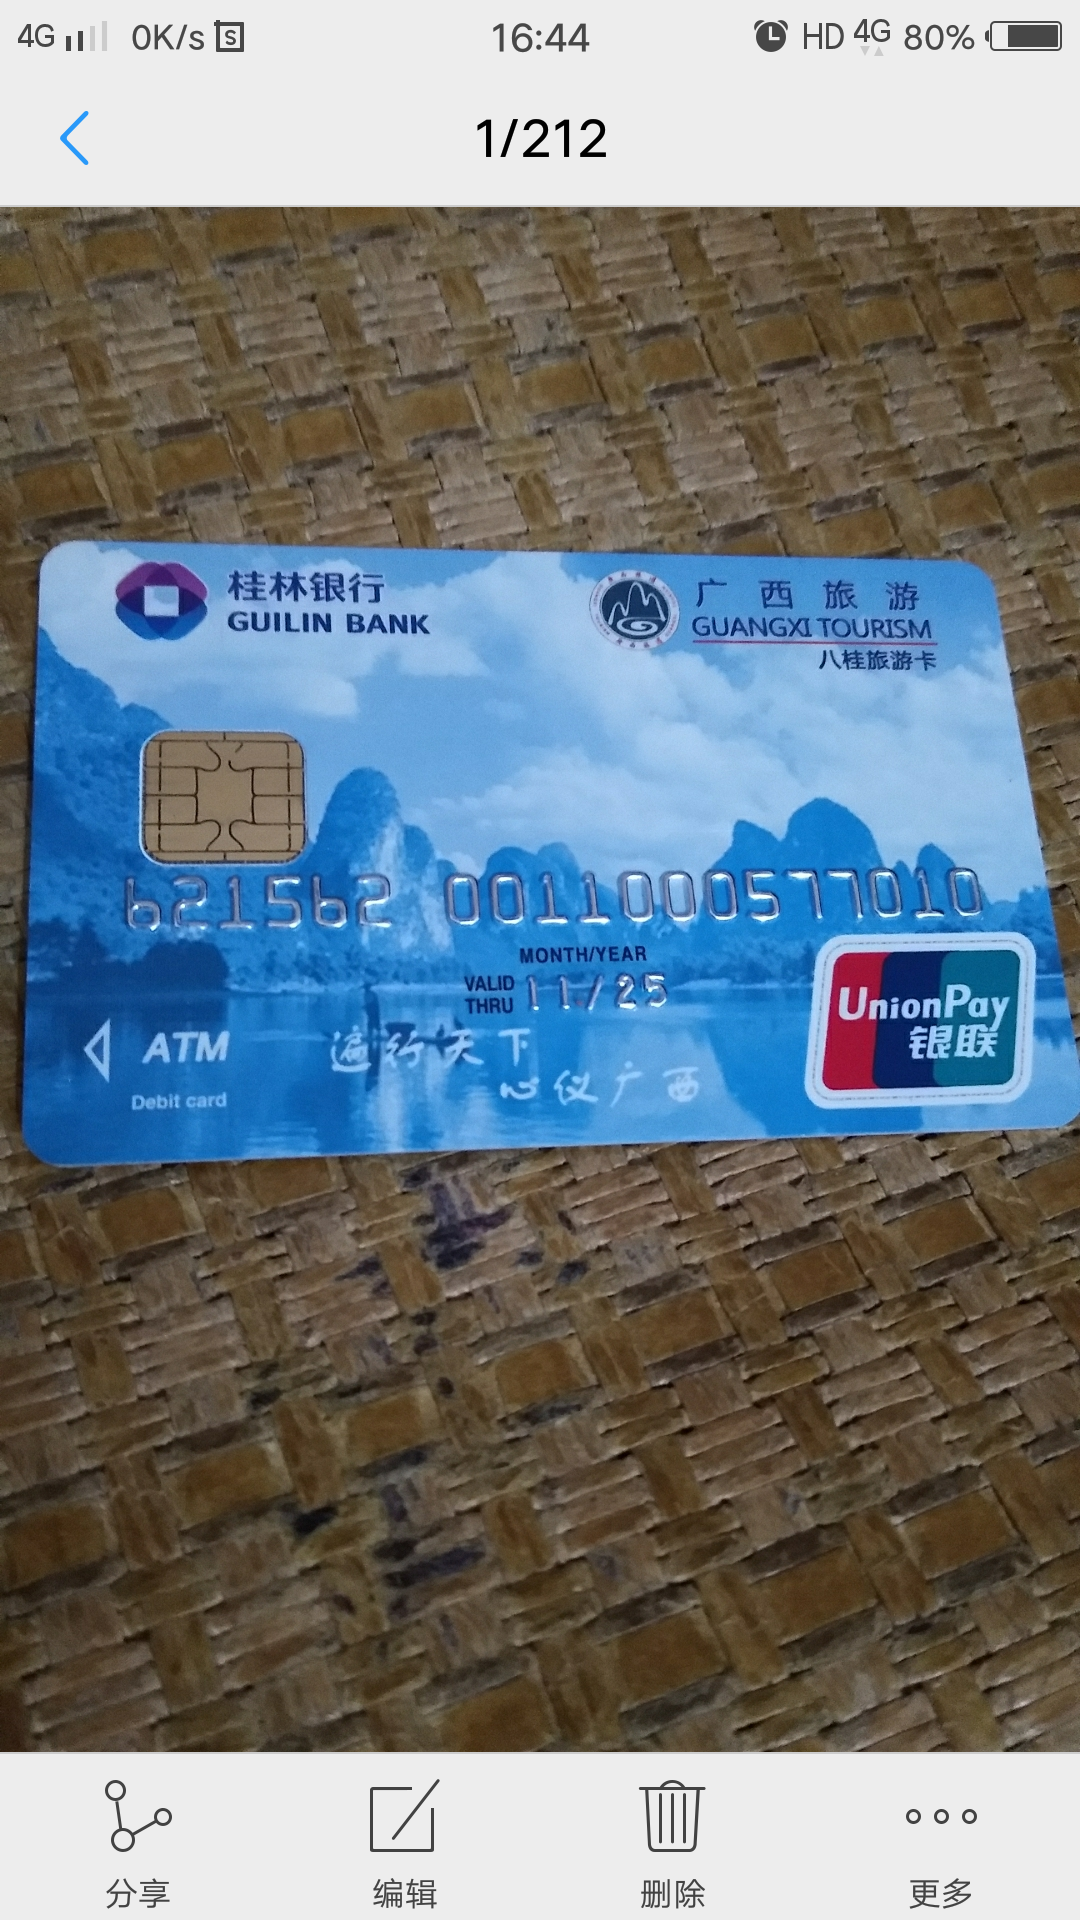 4G 0K/s S 16:44 HD 4G 80%
1/212
桂林银行
GUILIN BANK
广西旅游
GUANGXI TOURISM
八桂旅游卡
621562 0011000577010
MONTH/YEAR
VALID THRU 11/25
ATM
Debit card
遍行天下
心仪广西
UnionPay
银联
分享 编辑 删除 更多